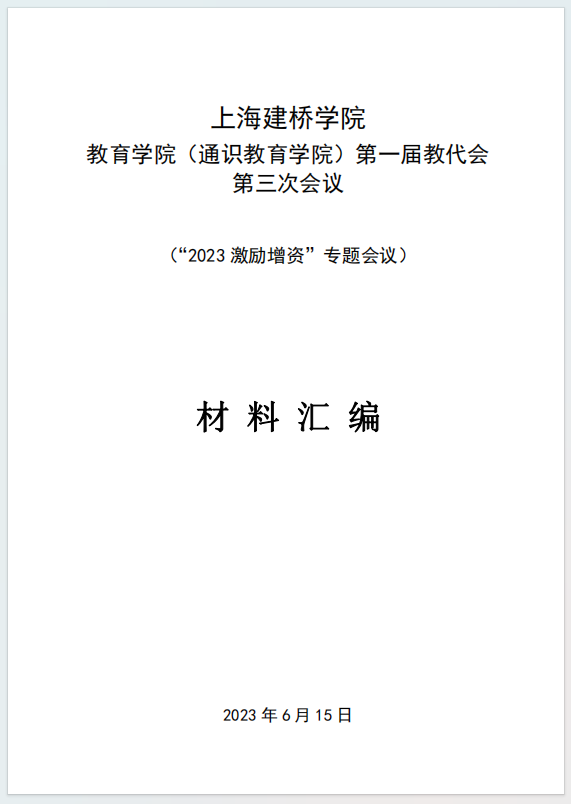 上海建桥学院
教育学院（通识教育学院）第一届教代会
第三次会议
（“2023 激励增资”专题会议）
材 料 汇 编
2023 年 6 月 15 日